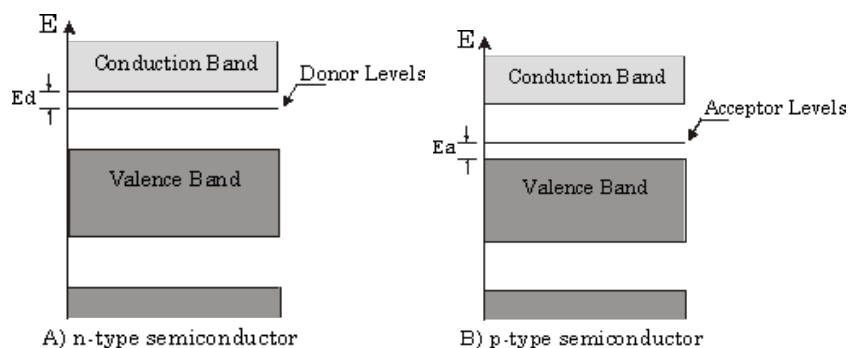 E
Conduction Band
Donor Levels
Ed
Valence Band
A) n-type semiconductor
E
Conduction Band
Acceptor Levels
Ea
Valence Band
B) p-type semiconductor